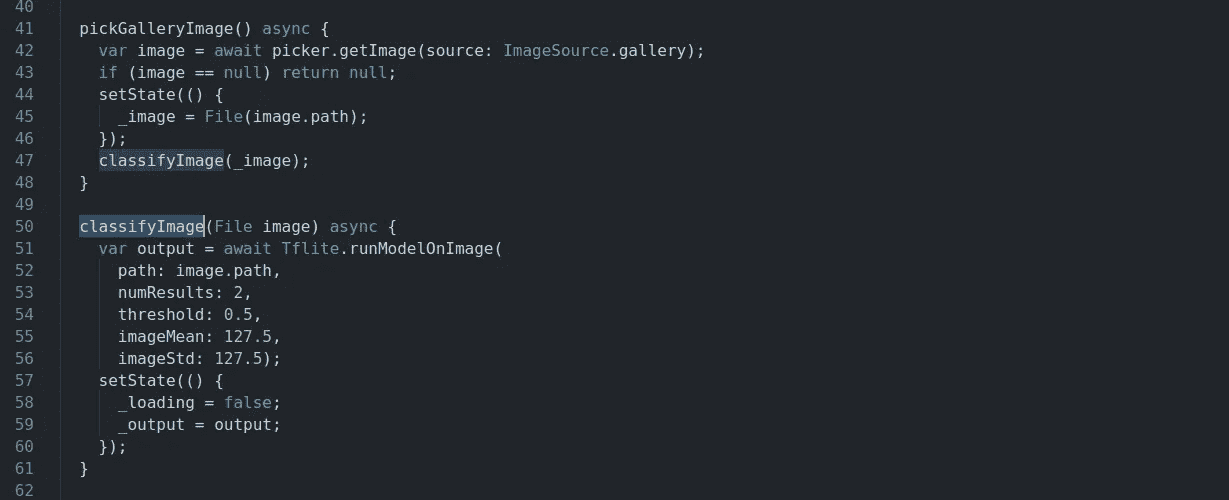 40
41 pickGalleryImage() async {
42 var image = await picker.getImage(source: ImageSource.gallery);
43 if (image == null) return null;
44 setState(() {
45 _image = File(image.path);
46 });
47 classifyImage(_image);
48 }
49
50 classifyImage(File image) async {
51 var output = await Tflite.runModelOnImage(
52 path: image.path,
53 numResults: 2,
54 threshold: 0.5,
55 imageMean: 127.5,
56 imageStd: 127.5);
57 setState(() {
58 _loading = false;
59 _output = output;
60 });
61 }
62